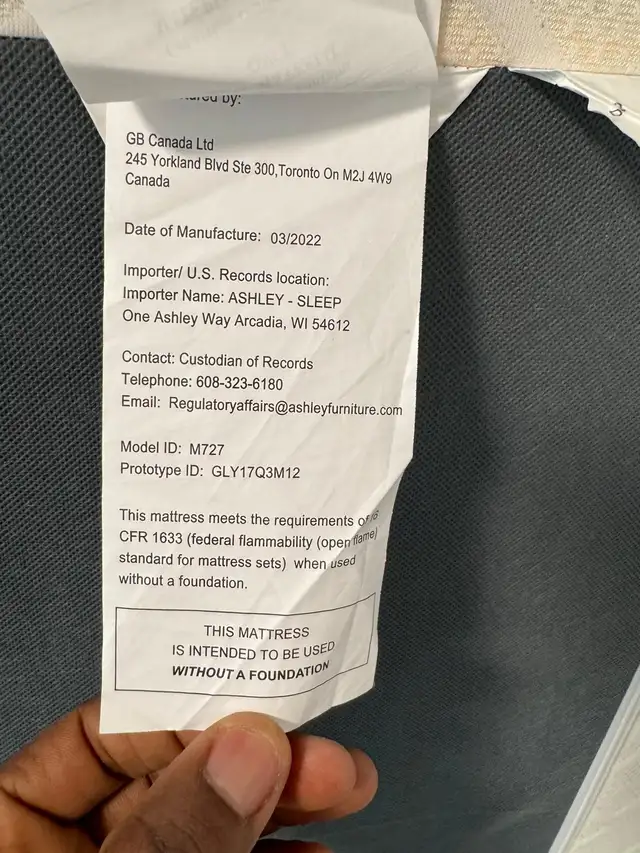 by:
GB Canada Ltd
245 Yorkland Blvd Ste 300,Toronto On M2J 4W9
Canada
Date of Manufacture: 03/2022
Importer/ U.S. Records location:
Importer Name: ASHLEY - SLEEP
One Ashley Way Arcadia, WI 54612
Contact: Custodian of Records
Telephone: 608-323-6180
Email: Regulatoryaffairs@ashleyfurniture.com
Model ID: M727
Prototype ID: GLY17Q3M12
This mattress meets the requirements of
CFR 1633 (federal flammability (open flame)
standard for mattress sets) when used
without a foundation.
THIS MATTRESS
IS INTENDED TO BE USED
WITHOUT A FOUNDATION